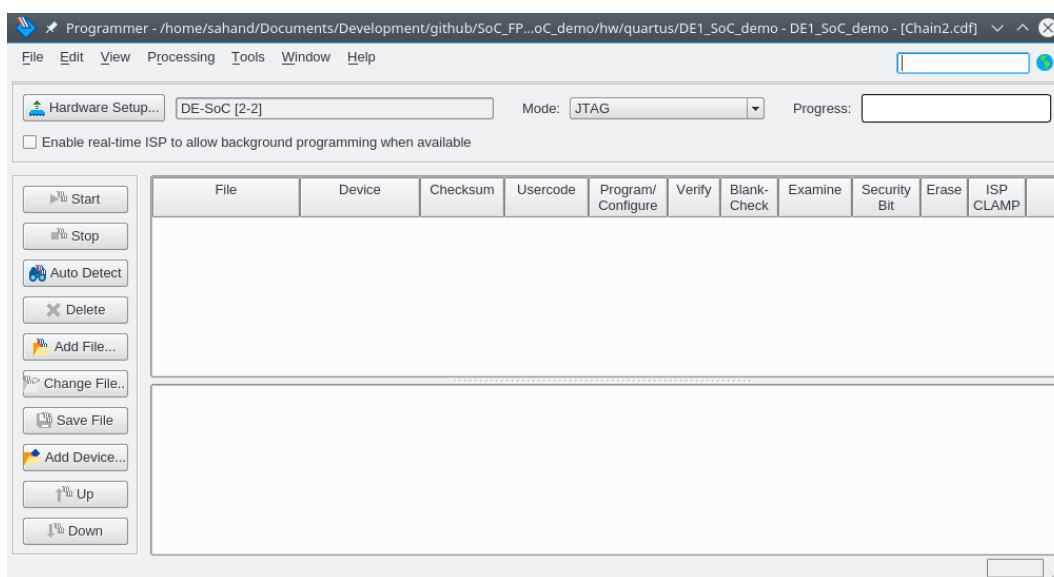 Programmer - /home/sahand/Documents/Development/github/SoC_FP...oC_demo/hw/quartus/DE1_SoC_demo - DE1_SoC_demo - [Chain2.cdf]
File Edit View Processing Tools Window Help
Hardware Setup... DE-SoC [2-2] Mode: JTAG Progress:
Enable real-time ISP to allow background programming when available
File Device Checksum Usercode Program/ Verify Blank- Examine Security Erase ISP
Configure Check Bit CLAMP
Start
Stop
Auto Detect
Delete
Add File...
Change File..
Save File
Add Device...
Up
Down